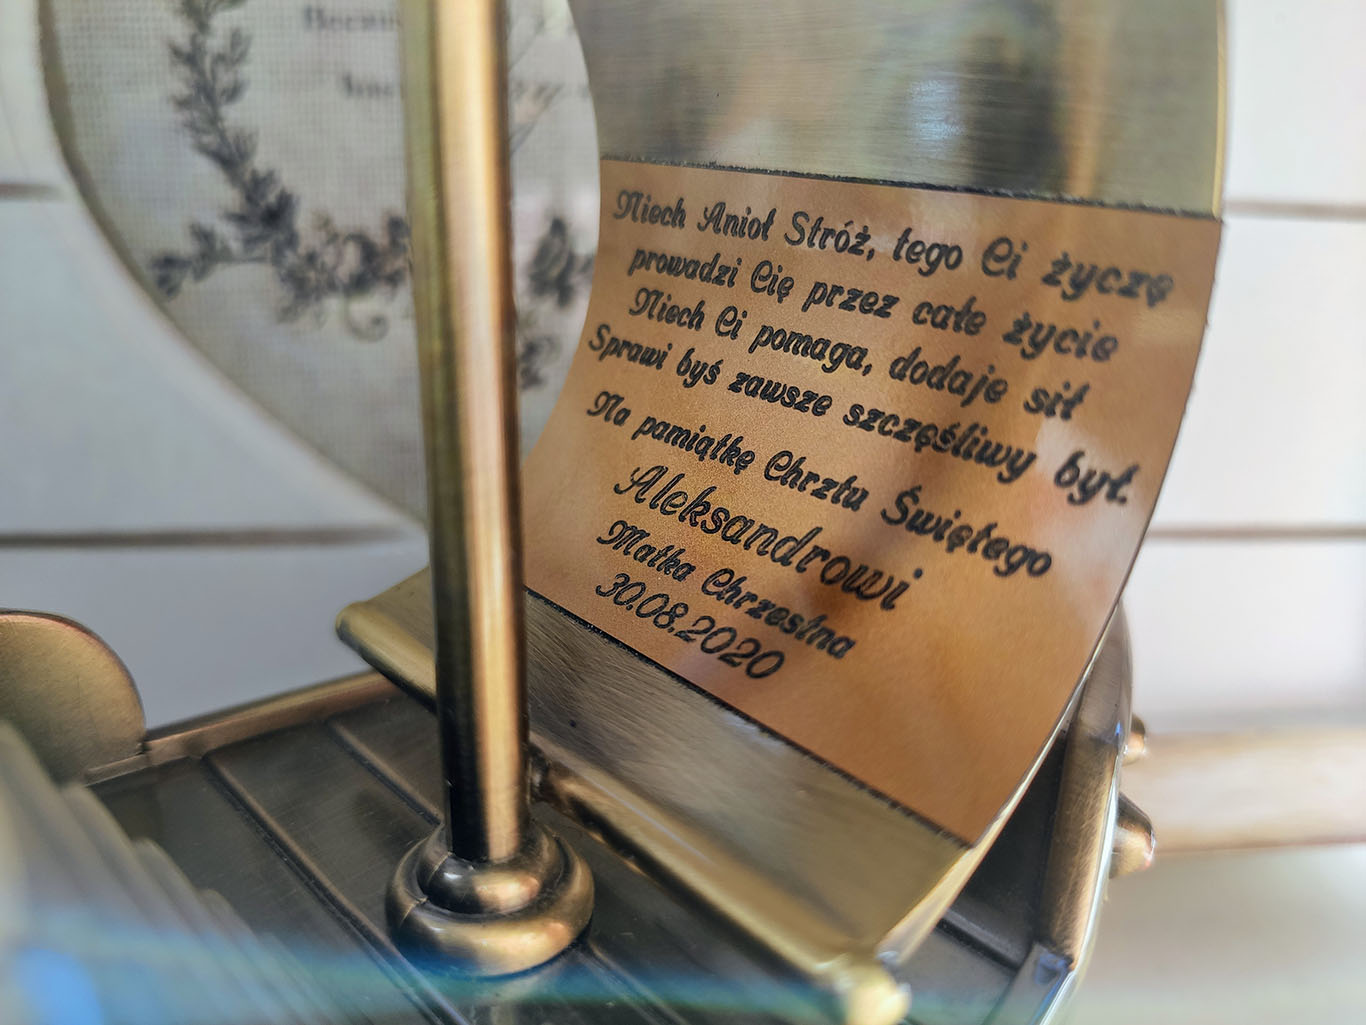 Niech Anioł Stróż, tego Ci życzę
prowadzi Cię przez całe życie
Niech Ci pomaga, dodaje sił
Sprawi byś zawsze szczęśliwy był.
Na pamiątkę Chrztu Świętego
Aleksandrowi
Matka Chrzestna
30.08.2020